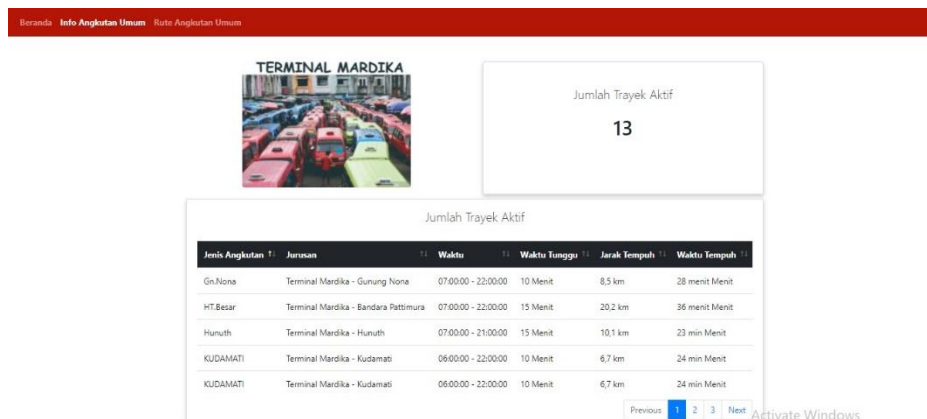 Beranda Info Angkutan Umum Rute Angkutan Umum
TERMINAL MARDIKA
Jumlah Trayek Aktif
13
Jumlah Trayek Aktif
Jenis Angkutan Jurusan Waktu Waktu Tunggu Jarak Tempuh Waktu Tempuh
Gn.Nona Terminal Mardika - Gunung Nona 07:00:00 - 22:00:00 10 Menit 8,5 km 28 menit Menit
HT.Besar Terminal Mardika - Bandara Pattimura 07:00:00 - 22:00:00 15 Menit 20,2 km 36 menit Menit
Hunuth Terminal Mardika - Hunuth 07:00:00 - 21:00:00 15 Menit 10,1 km 23 min Menit
KUDAMATI Terminal Mardika - Kudamati 06:00:00 - 22:00:00 10 Menit 6,7 km 24 min Menit
KUDAMATI Terminal Mardika - Kudamati 06:00:00 - 22:00:00 10 Menit 6,7 km 24 min Menit
Previous 1 2 3 Next
Activate Windows